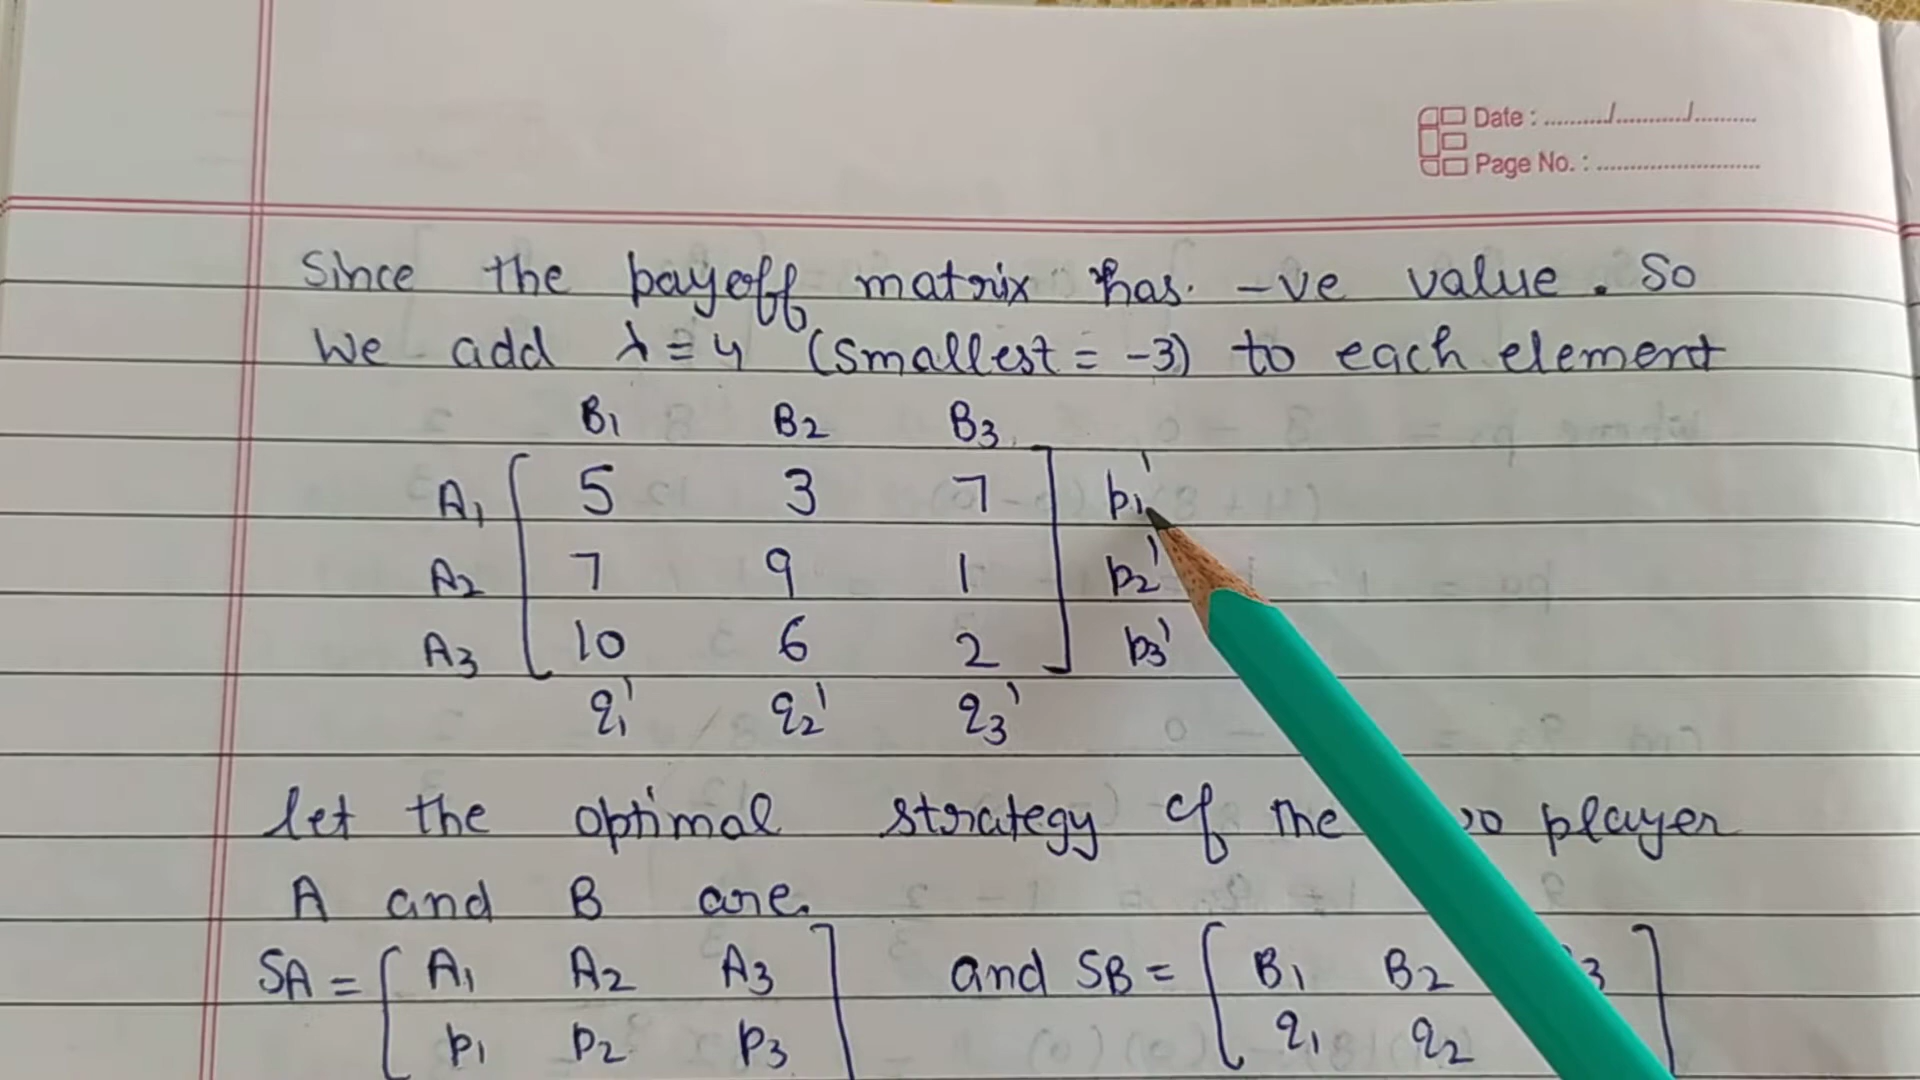 Date : ........../.........../..........
Page No. : ..........................
Since the payoff matrix has. -ve value. So
We add λ = 4 (smallest = -3) to each element
B1 B2 B3
A1 5 3 7 p1'
A2 7 9 1 p2'
A3 10 6 2 p3'
q1' q2' q3'
let the optimal strategy of the player
A and B are.
SA = [ A1 A2 A3 ] and SB = [ B1 B2 3 ]
p1 p2 p3 q1 q2